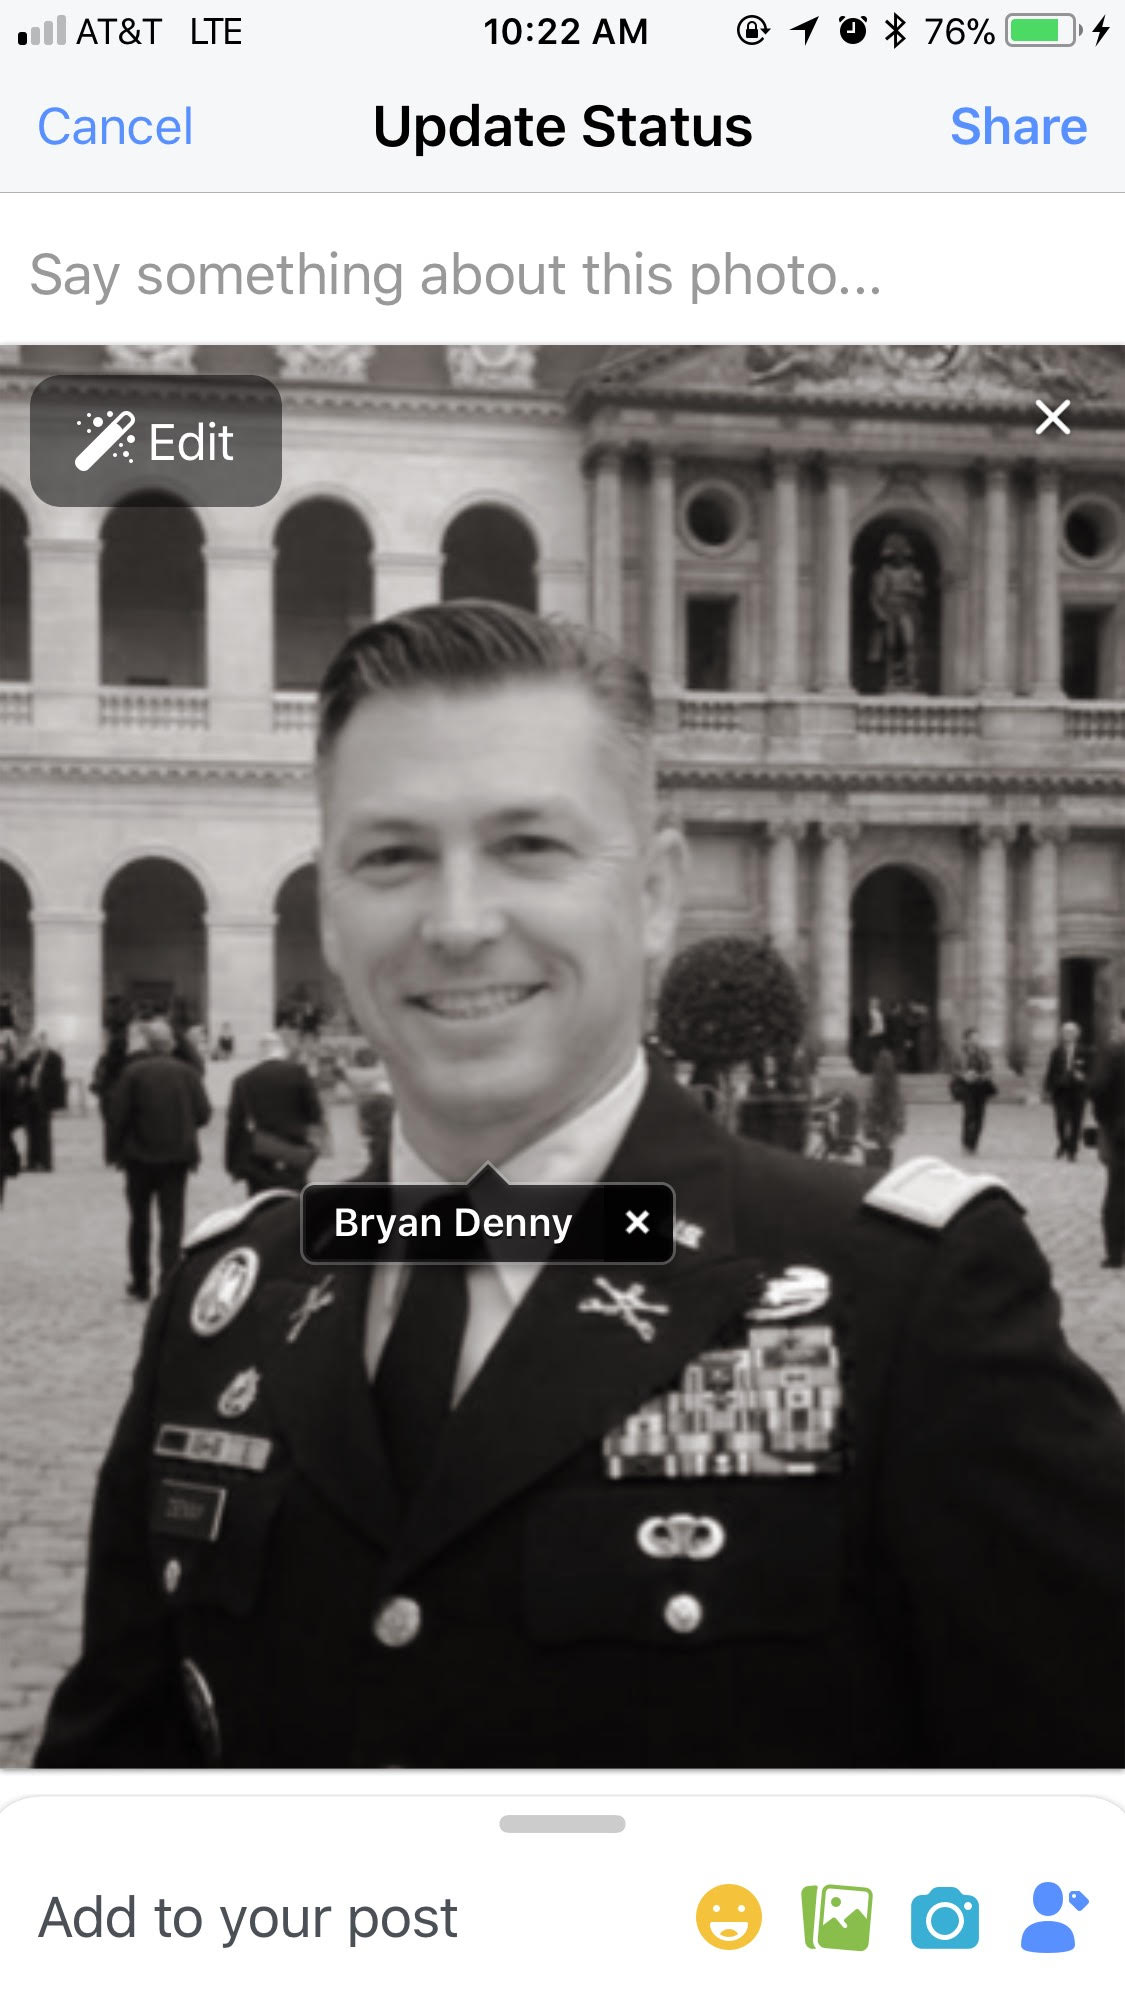 AT&T LTE 10:22 AM 76%
Cancel Update Status Share
Say something about this photo...
Edit
Bryan Denny
Add to your post